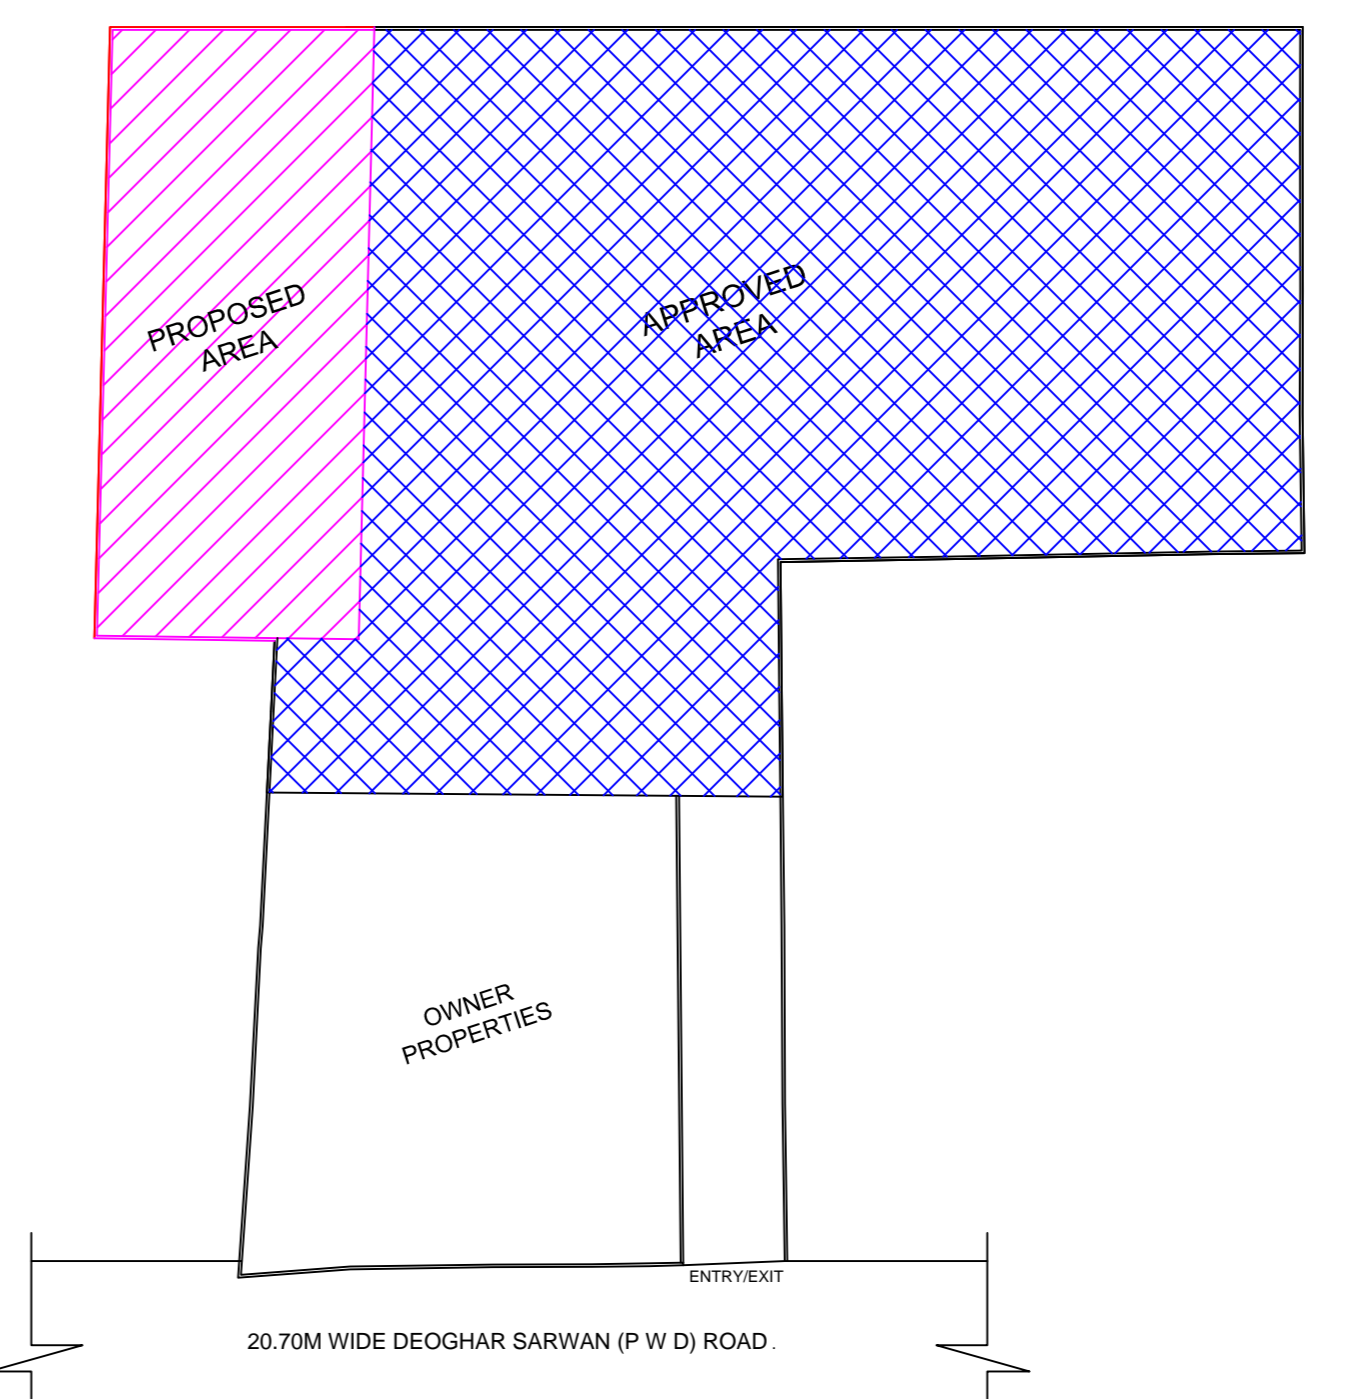 PROPOSED
AREA
APPROVED
AREA
OWNER
PROPERTIES
ENTRY/EXIT
20.70M WIDE DEOGHAR SARWAN (P W D) ROAD .